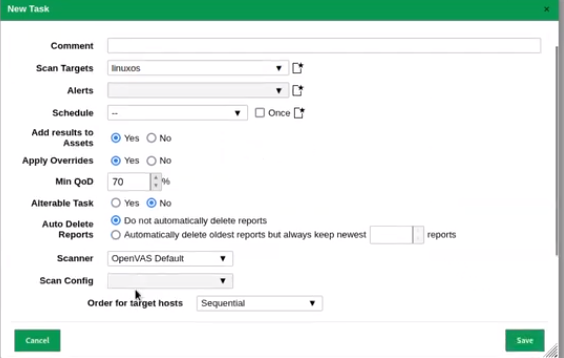 New Task
×
Comment
Scan Targets linuxos
Alerts
Schedule -- Once
Add results to
Assets Yes No
Apply Overrides Yes No
Min QoD 70 %
Alterable Task Yes No
Auto Delete
Reports Do not automatically delete reports
Automatically delete oldest reports but always keep newest reports
Scanner OpenVAS Default
Scan Config
Order for target hosts Sequential
Cancel Save